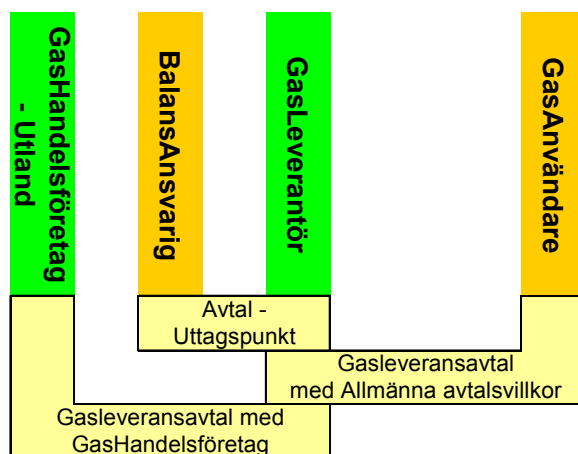 GasHandelsföretag
- Utland
BalansAnsvarig
GasLeverantör
GasAnvändare
Avtal -
Uttagspunkt
Gasleveransavtal
med Allmänna avtalsvillkor
Gasleveransavtal med
GasHandelsföretag